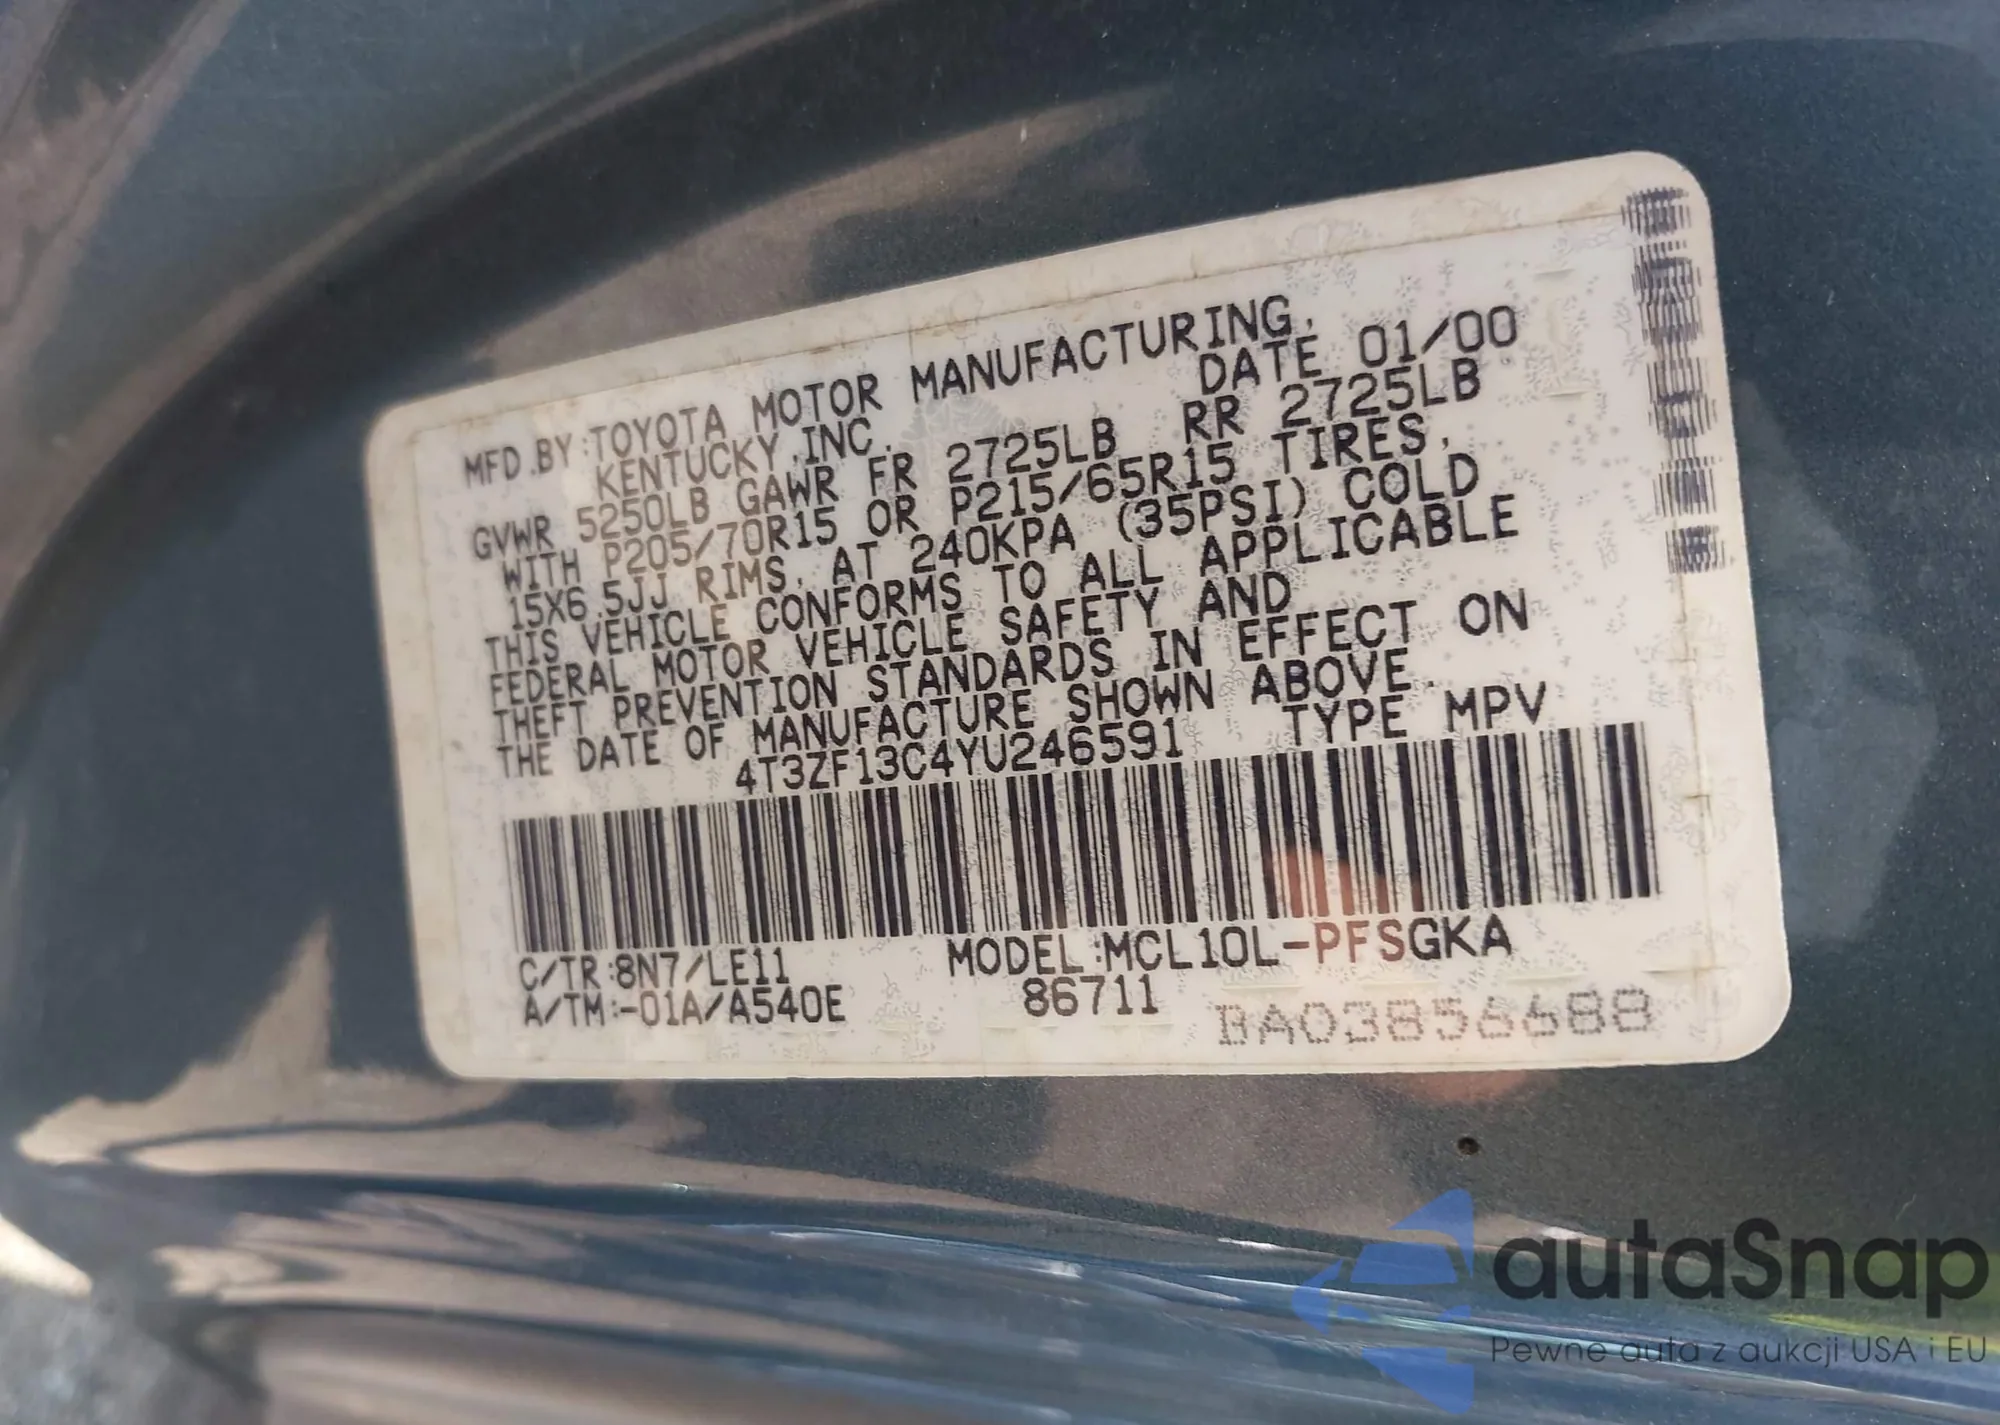 MFD.BY:TOYOTA MOTOR MANUFACTURING,
KENTUCKY,INC. DATE 01/00
GVWR 5250LB GAWR FR 2725LB RR 2725LB
WITH P205/70R15 OR P215/65R15 TIRES,
15X6.5JJ RIMS, AT 240KPA (35PSI) COLD
THIS VEHICLE CONFORMS TO ALL APPLICABLE
FEDERAL MOTOR VEHICLE SAFETY AND
THEFT PREVENTION STANDARDS IN EFFECT ON
THE DATE OF MANUFACTURE SHOWN ABOVE.
4T3ZF13C4YU246591 TYPE MPV
C/TR:8N7/LE11 MODEL:MCL10L-PFSGKA
A/TM:-01A/A540E 86711
BA03856688
autaSnap
Pewne auta z aukcji USA i EU